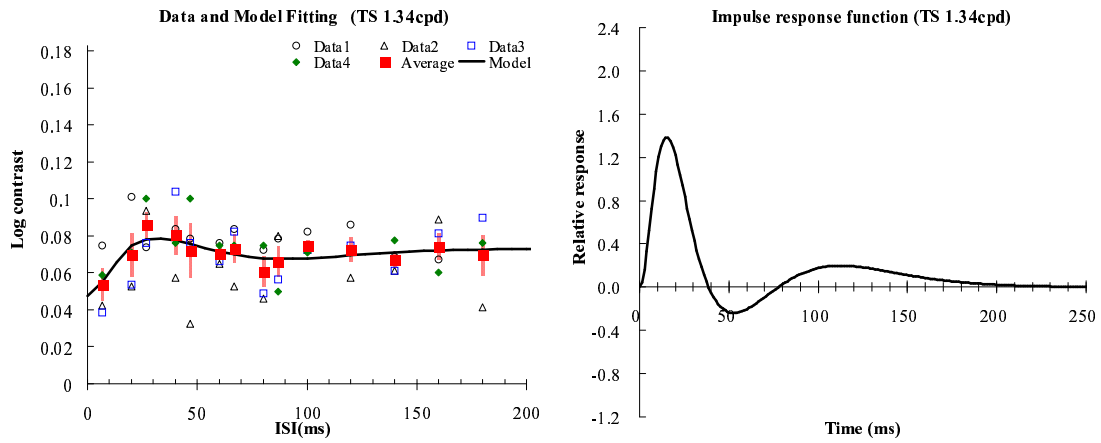 Data and Model Fitting (TS 1.34cpd)
Data1 Data2 Data3
Data4 Average Model
0.18
0.16
0.14
0.12
0.1
0.08
0.06
0.04
0.02
0
Log contrast
0 50 100 150 200
ISI(ms)
Impulse response function (TS 1.34cpd)
2.4
2.0
1.6
1.2
0.8
0.4
0.0
-0.4
-0.8
-1.2
Relative response
0 50 100 150 200 250
Time (ms)